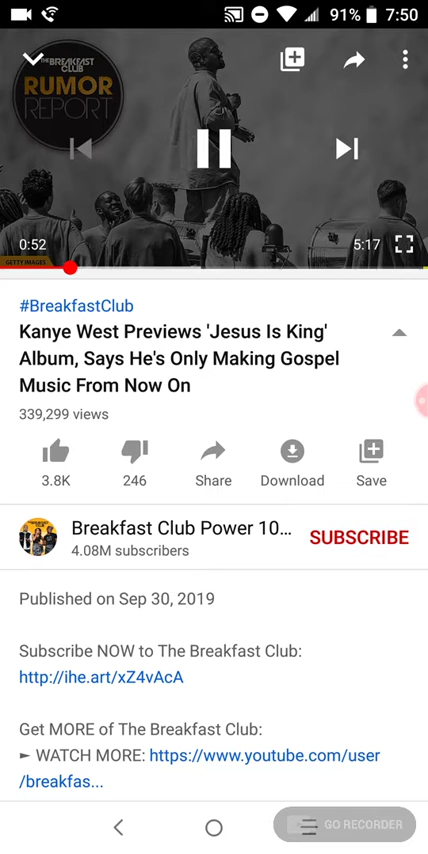 91% 7:50
THE BREAKFAST
CLUB
RUMOR
REPORT
0:52 5:17
GETTY IMAGES
#BreakfastClub
Kanye West Previews 'Jesus Is King'
Album, Says He's Only Making Gospel
Music From Now On
339,299 views
3.8K 246 Share Download Save
Breakfast Club Power 10... SUBSCRIBE
4.08M subscribers
Published on Sep 30, 2019
Subscribe NOW to The Breakfast Club:
http://ihe.art/xZ4vAcA
Get MORE of The Breakfast Club:
► WATCH MORE: https://www.youtube.com/user
/breakfas...
GO RECORDER